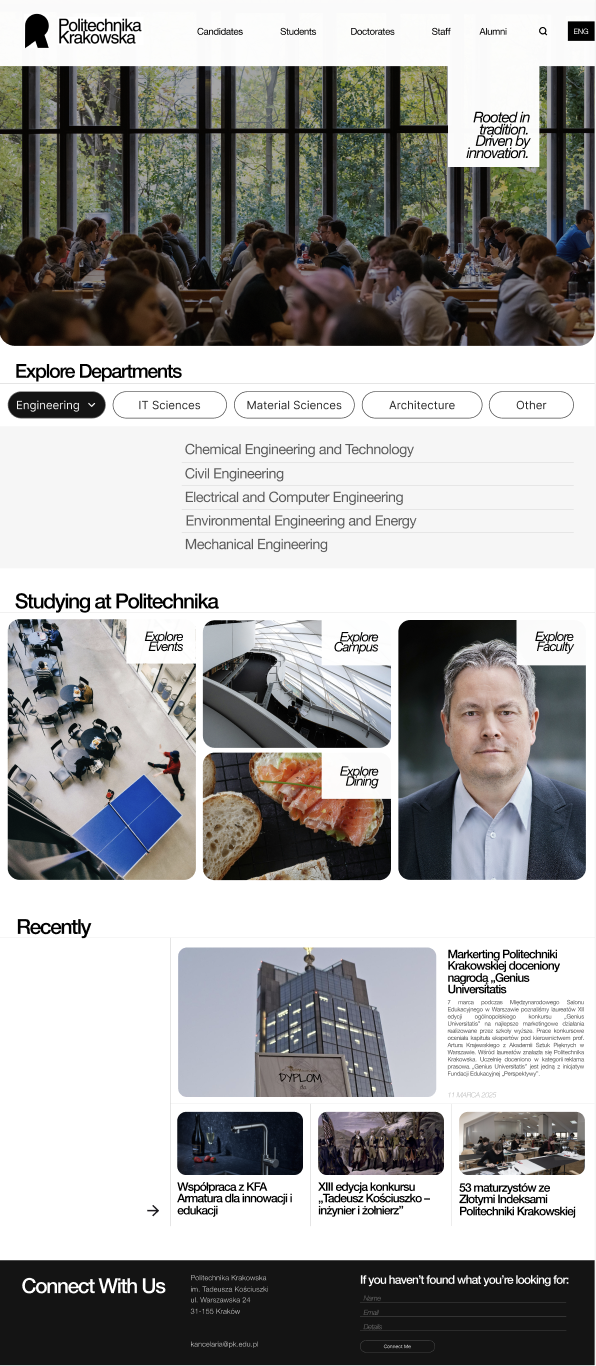 Politechnika
Krakowska
Candidates
Students
Doctorates
Staff
Alumni
ENG
Rooted in
tradition.
Driven by
innovation.
Explore Departments
Engineering
IT Sciences
Material Sciences
Architecture
Other
Chemical Engineering and Technology
Civil Engineering
Electrical and Computer Engineering
Environmental Engineering and Energy
Mechanical Engineering
Studying at Politechnika
Explore
Events
Explore
Campus
Explore
Dining
Explore
Faculty
Recently
DYPLOM
Markerting Politechniki
Krakowskiej doceniony
nagrodą „Genius
Universitatis
7 marca podczas Międzynarodowego Salonu
Edukacyjnego w Warszawie poznaliśmy laureatów XII
edycji ogólnopolskiego konkursu „Genius
Universitatis” na najlepsze marketingowe działania
realizowane przez szkoły wyższe. Prace konkursowe
oceniała kapituła ekspertów pod kierownictwem prof.
Artura Krajewskiego z Akademii Sztuk Pięknych w
Warszawie. Wśród laureatów znalazła się Politechnika
Krakowska. Uczelnię doceniono w kategorii reklama
prasowa. „Genius Universitatis” jest jedną z inicjatyw
Fundacji Edukacyjnej „Perspektywy”.
11 MARCA 2025
Współpraca z KFA
Armatura dla innowacji i
edukacji
XIII edycja konkursu
„Tadeusz Kościuszko –
inżynier i żołnierz”
53 maturzystów ze
Złotymi Indeksami
Politechniki Krakowskiej
Connect With Us
Politechnika Krakowska
im. Tadeusza Kościuszki
ul. Warszawska 24
31-155 Kraków
kancelaria@pk.edu.pl
If you haven’t found what you’re looking for:
Name
Email
Details
Connect Me